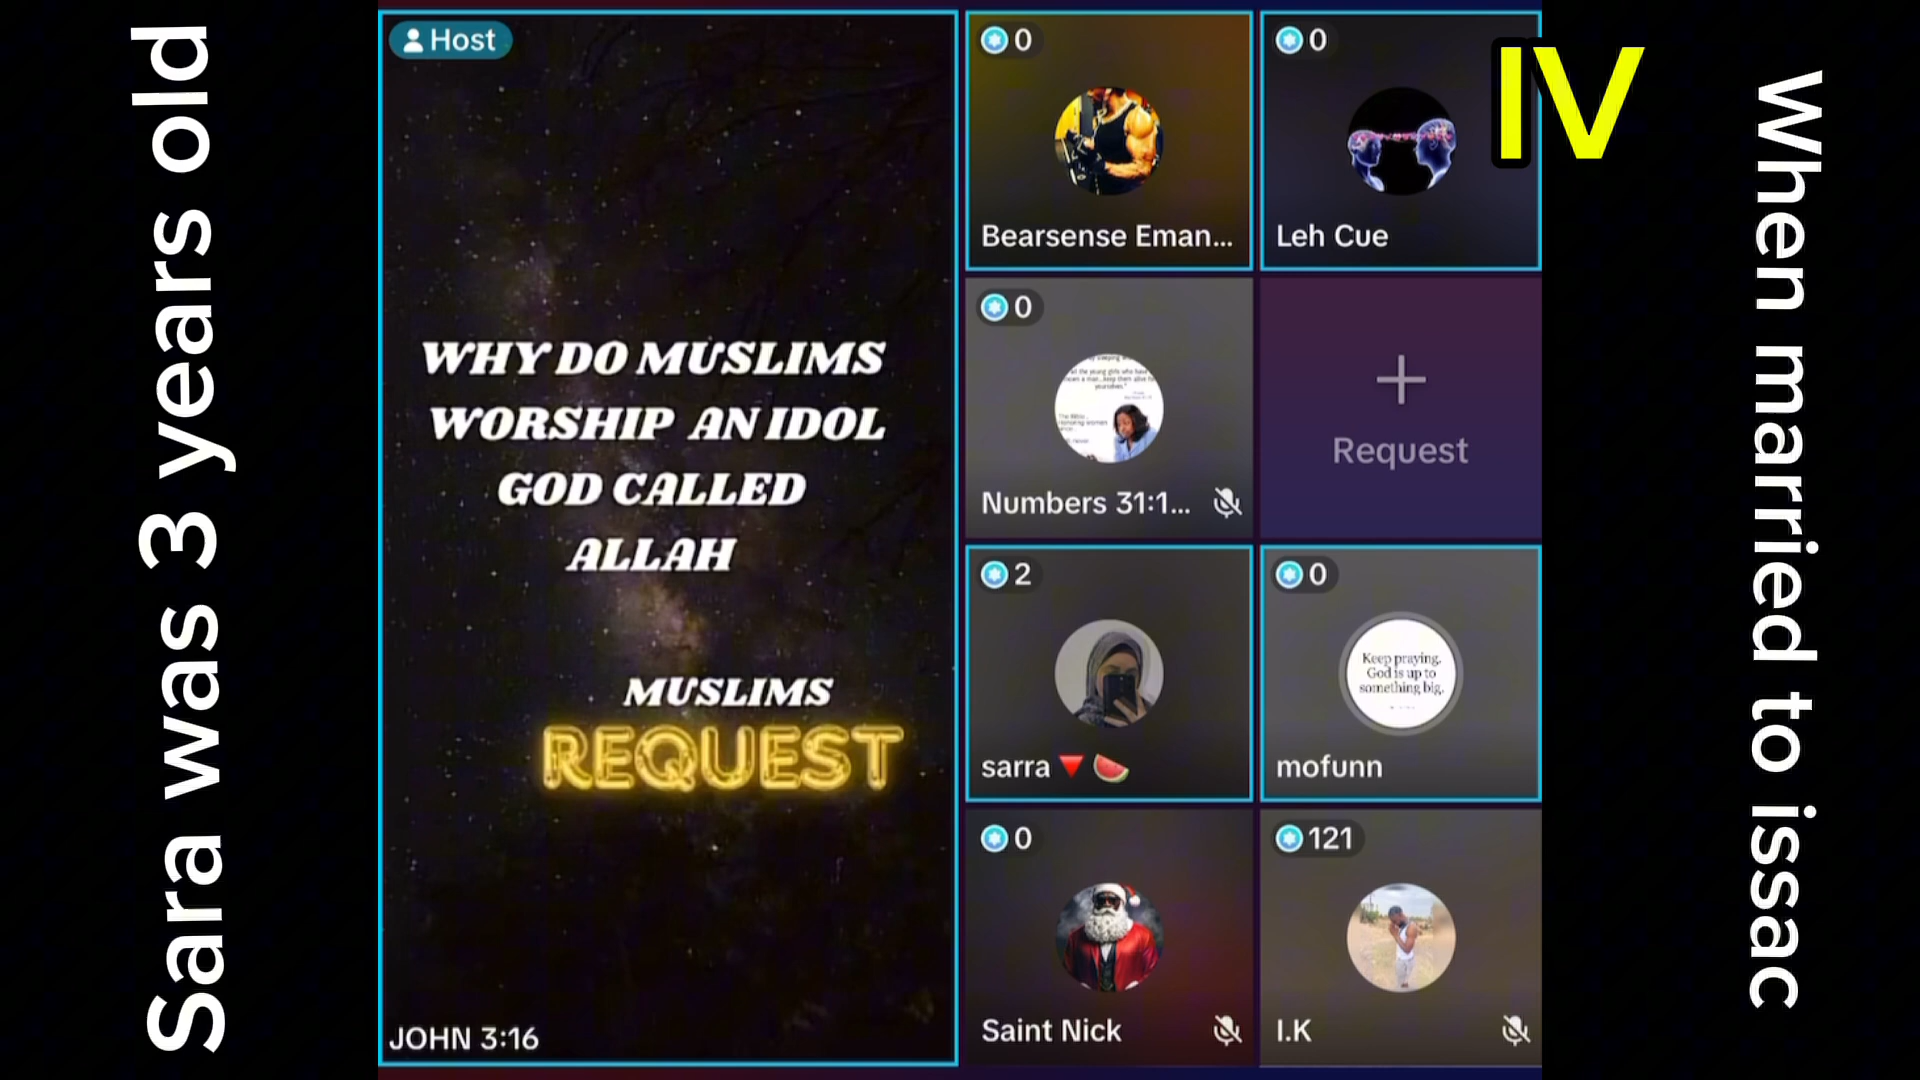 Sara was 3 years old
Host
WHY DO MUSLIMS
WORSHIP AN IDOL
GOD CALLED
ALLAH
MUSLIMS
REQUEST
JOHN 3:16
0
Bearsense Eman...
0
Leh Cue
0
Numbers 31:1...
Request
2
sarra
0
Keep praying.
God is up to
something big.
mofunn
0
Saint Nick
121
I.K
IV
When married to issac